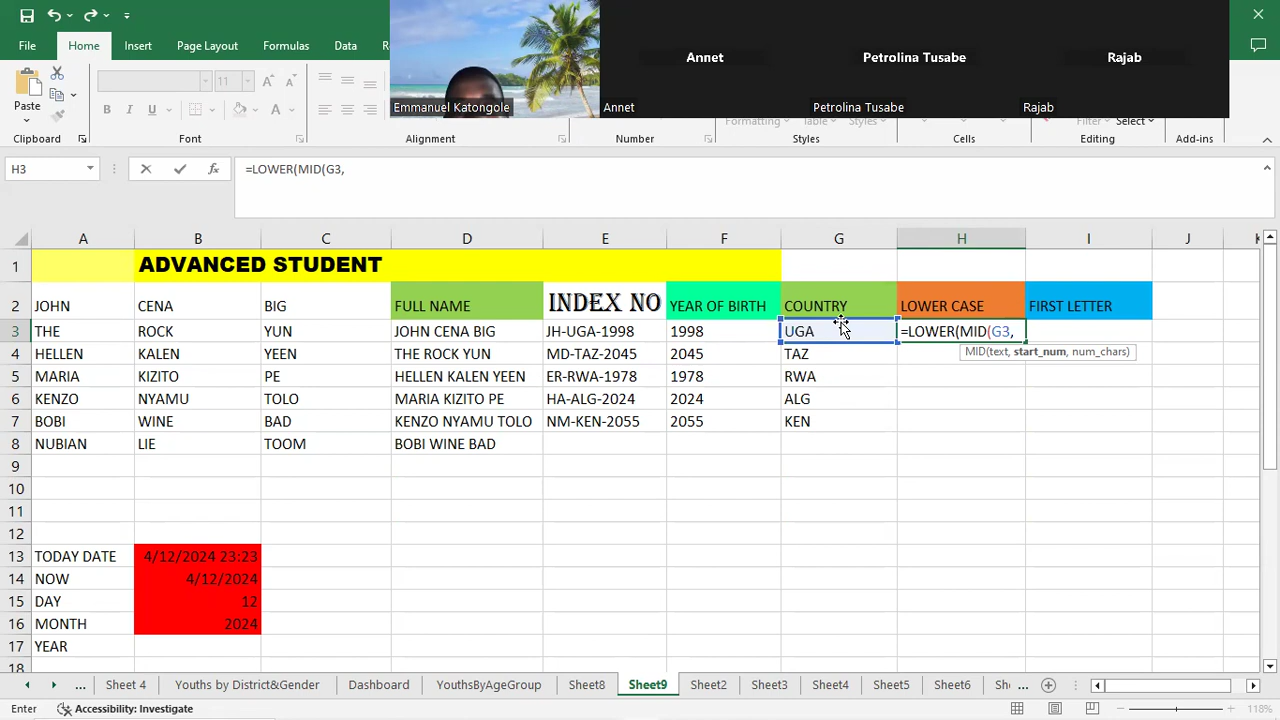 File Home Insert Page Layout Formulas Data
Annet Petrolina Tusabe Rajab
Emmanuel Katongole Annet Petrolina Tusabe Rajab
11 A A
Paste B I U A Formatting Table Styles Select
Clipboard Font Alignment Number Styles Cells Editing Add-ins
H3 fx =LOWER(MID(G3,
A B C D E F G H I J K
1 ADVANCED STUDENT
2 JOHN CENA BIG FULL NAME INDEX NO YEAR OF BIRTH COUNTRY LOWER CASE FIRST LETTER
3 THE ROCK YUN JOHN CENA BIG JH-UGA-1998 1998 UGA =LOWER(MID(G3,
MID(text, start_num, num_chars)
4 HELLEN KALEN YEEN THE ROCK YUN MD-TAZ-2045 2045 TAZ
5 MARIA KIZITO PE HELLEN KALEN YEEN ER-RWA-1978 1978 RWA
6 KENZO NYAMU TOLO MARIA KIZITO PE HA-ALG-2024 2024 ALG
7 BOBI WINE BAD KENZO NYAMU TOLO NM-KEN-2055 2055 KEN
8 NUBIAN LIE TOOM BOBI WINE BAD
9
10
11
12
13 TODAY DATE 4/12/2024 23:23
14 NOW 4/12/2024
15 DAY 12
16 MONTH 2024
17 YEAR
18
... Sheet 4 Youths by District&Gender Dashboard YouthsByAgeGroup Sheet8 Sheet9 Sheet2 Sheet3 Sheet4 Sheet5 Sheet6 She ...
Enter Accessibility: Investigate 118%